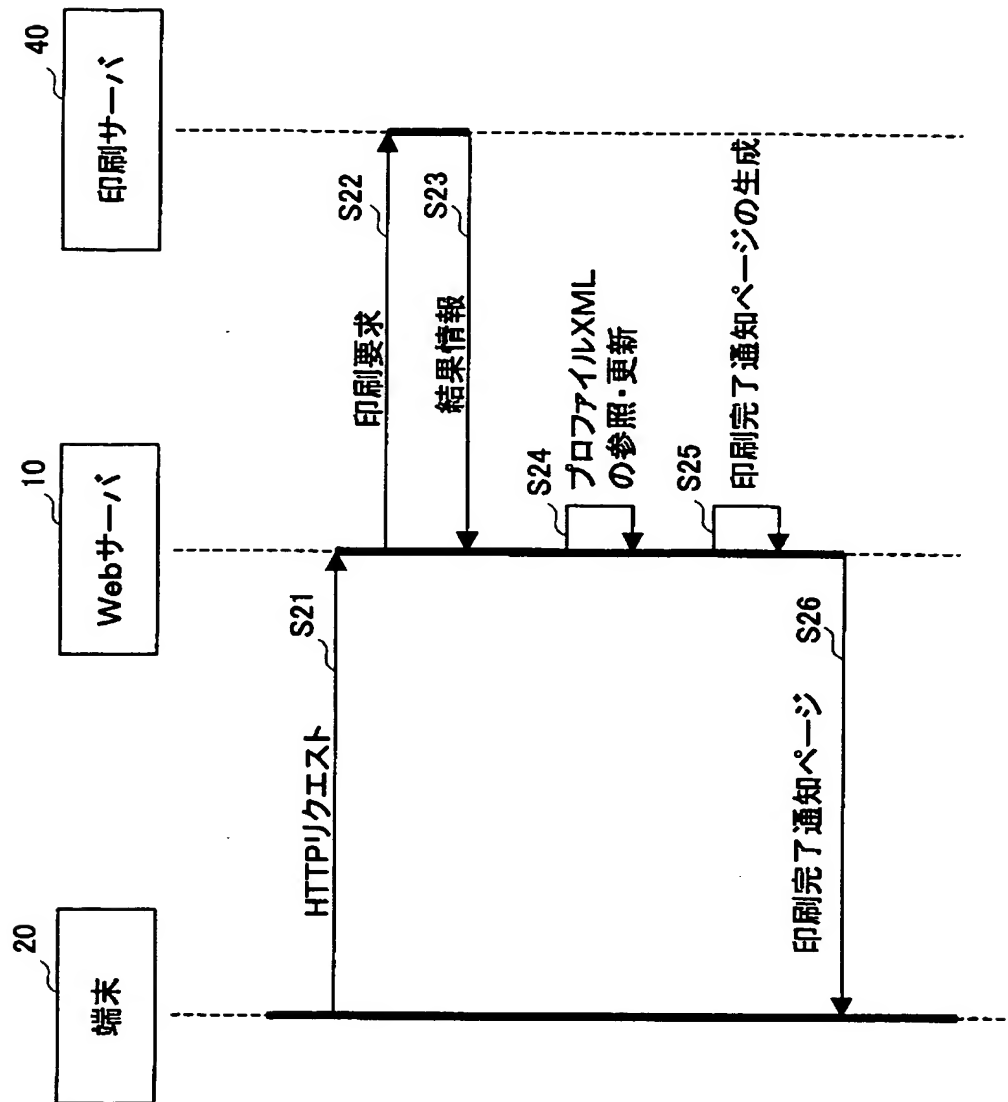 20
端末
10
Webサーバ
40
印刷サーバ
S21
HTTPリクエスト
S22
印刷要求
S23
結果情報
S24
プロファイルXML
の参照・更新
S25
印刷完了通知ページの生成
S26
印刷完了通知ページ